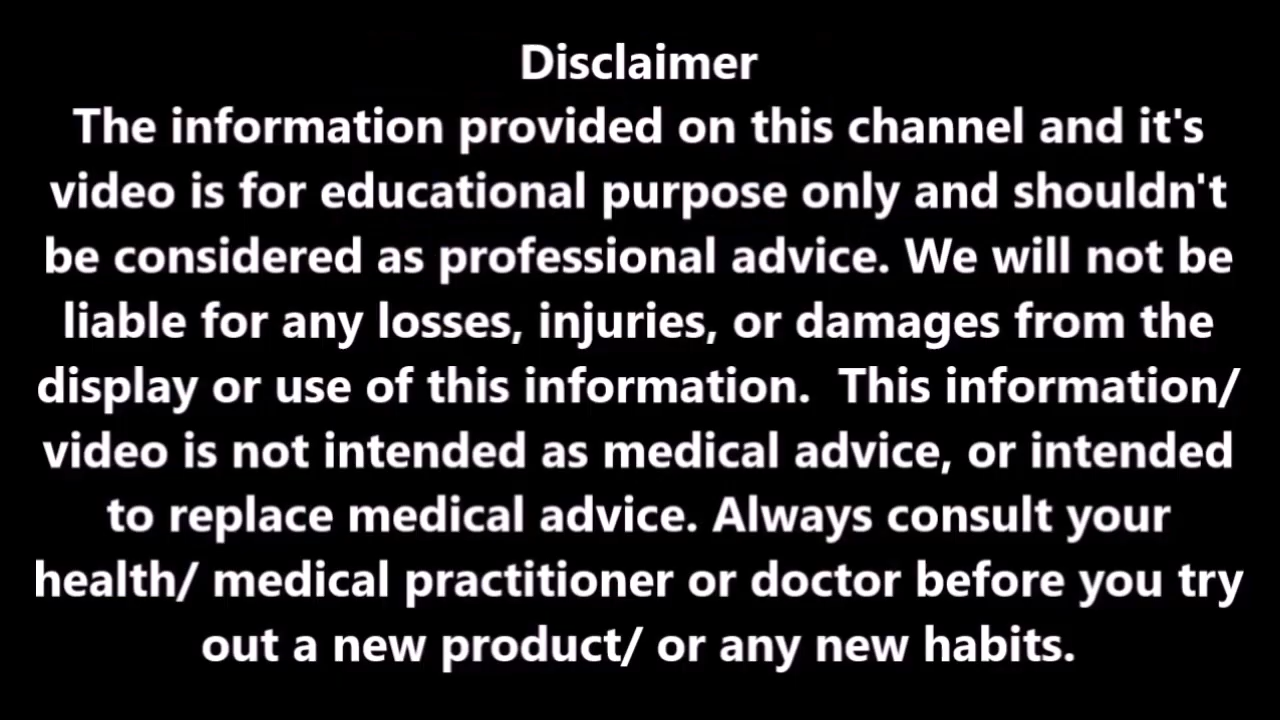 Disclaimer
The information provided on this channel and it's
video is for educational purpose only and shouldn't
be considered as professional advice. We will not be
liable for any losses, injuries, or damages from the
display or use of this information.  This information/
video is not intended as medical advice, or intended
to replace medical advice. Always consult your
health/ medical practitioner or doctor before you try
out a new product/ or any new habits.